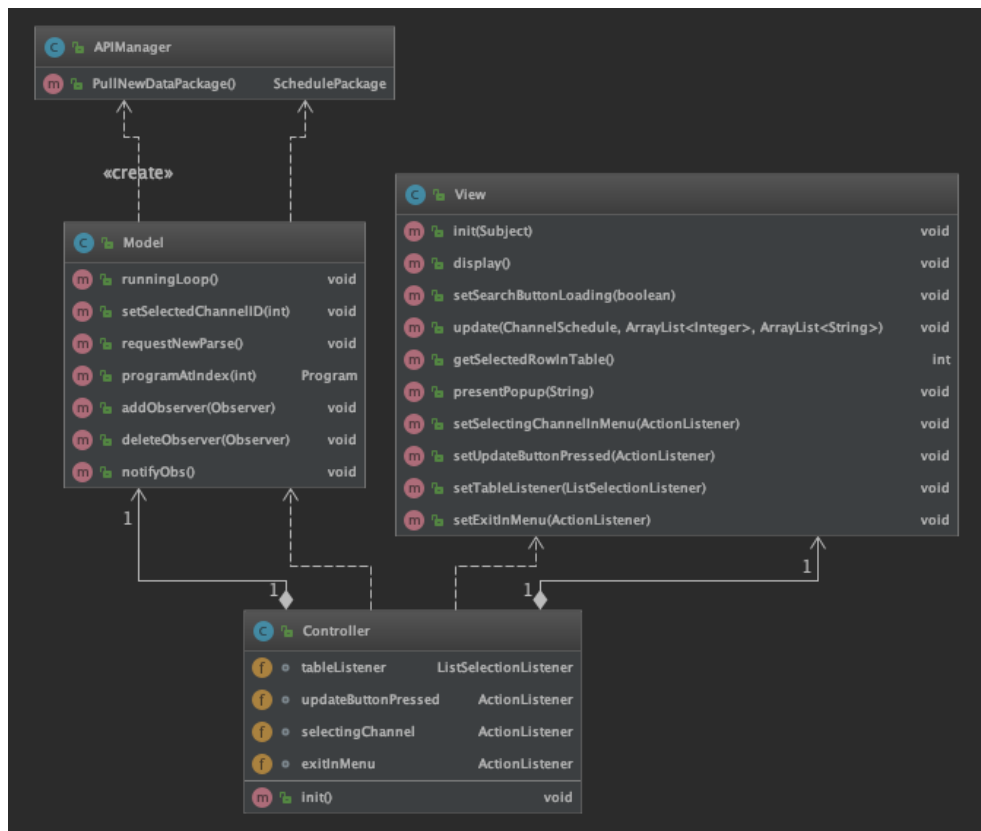 APIManager
PullNewDataPackage() SchedulePackage
«create»
Model
runningLoop() void
setSelectedChannelID(int) void
requestNewParse() void
programAtIndex(int) Program
addObserver(Observer) void
deleteObserver(Observer) void
notifyObs() void
View
init(Subject) void
display() void
setSearchButtonLoading(boolean) void
update(ChannelSchedule, ArrayList<Integer>, ArrayList<String>) void
getSelectedRowInTable() int
presentPopup(String) void
setSelectingChannelInMenu(ActionListener) void
setUpdateButtonPressed(ActionListener) void
setTableListener(ListSelectionListener) void
setExitInMenu(ActionListener) void
1
1
1
1
Controller
tableListener ListSelectionListener
updateButtonPressed ActionListener
selectingChannel ActionListener
exitInMenu ActionListener
init() void